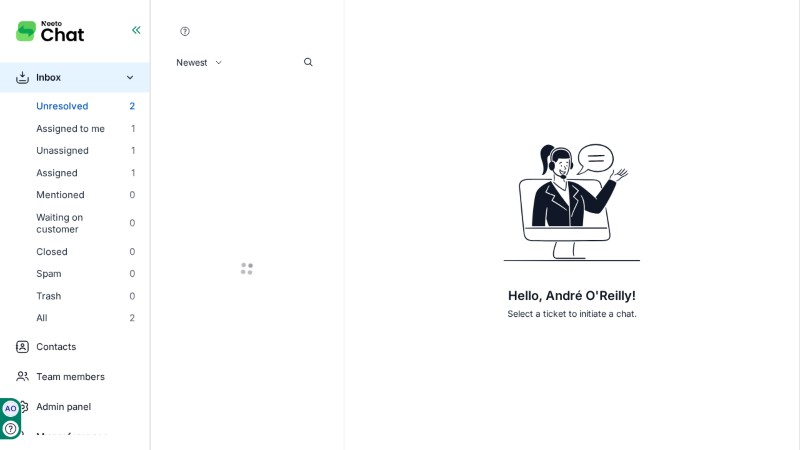 Neeto
Chat
Inbox
Unresolved 2
Assigned to me 1
Unassigned 1
Assigned 1
Mentioned 0
Waiting on
customer 0
Closed 0
Spam 0
Trash 0
All 2
Contacts
Team members
Admin panel
AO
Newest
Hello, André O'Reilly!
Select a ticket to initiate a chat.